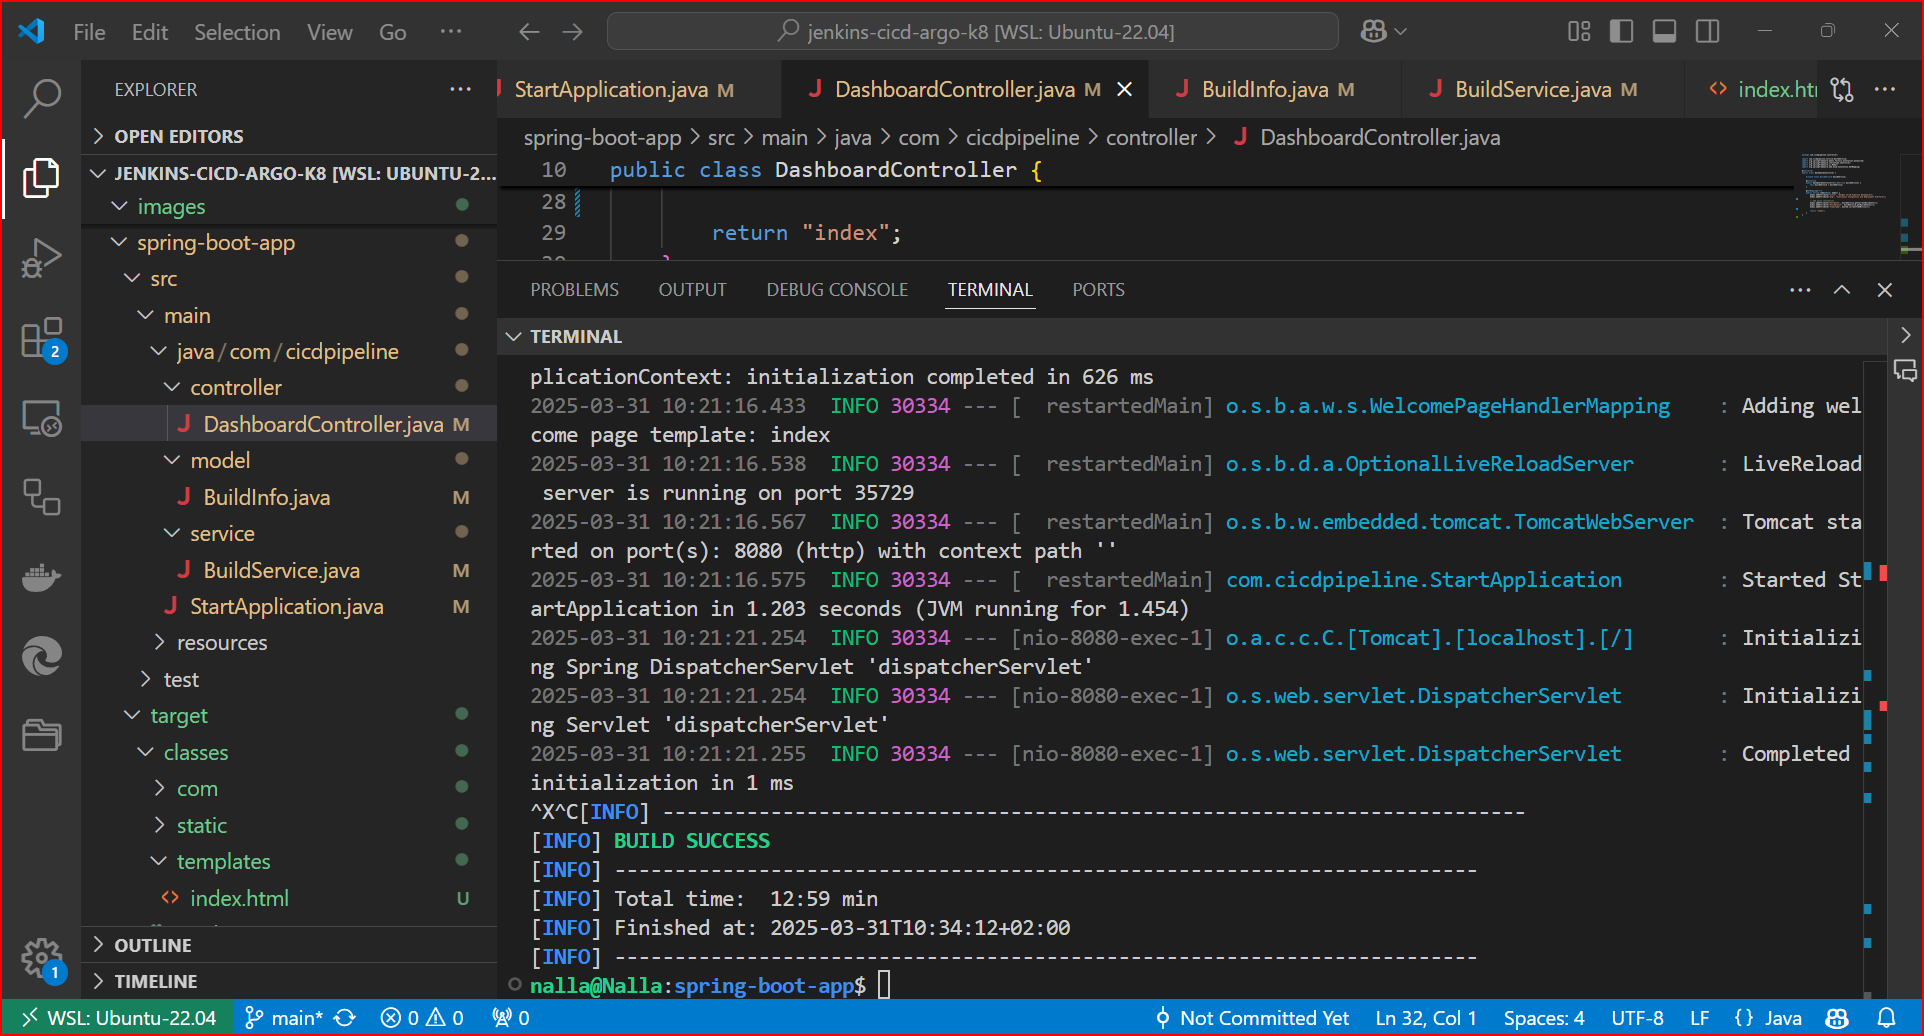 File Edit Selection View Go ··· jenkins-cicd-argo-k8 [WSL: Ubuntu-22.04]
EXPLORER
OPEN EDITORS
JENKINS-CICD-ARGO-K8 [WSL: UBUNTU-2...
images
spring-boot-app
src
main
java/com/cicdpipeline
controller
J DashboardController.java M
model
J BuildInfo.java M
service
J BuildService.java M
J StartApplication.java M
resources
test
target
classes
com
static
templates
<> index.html U
OUTLINE
TIMELINE
2
1
StartApplication.java M J DashboardController.java M J BuildInfo.java M J BuildService.java M <> index.ht
spring-boot-app > src > main > java > com > cicdpipeline > controller > J DashboardController.java
10 public class DashboardController {
28
29 return "index";
PROBLEMS OUTPUT DEBUG CONSOLE TERMINAL PORTS
TERMINAL
plicationContext: initialization completed in 626 ms
2025-03-31 10:21:16.433 INFO 30334 --- [ restartedMain] o.s.b.a.w.s.WelcomePageHandlerMapping : Adding wel
come page template: index
2025-03-31 10:21:16.538 INFO 30334 --- [ restartedMain] o.s.b.d.a.OptionalLiveReloadServer : LiveReload
server is running on port 35729
2025-03-31 10:21:16.567 INFO 30334 --- [ restartedMain] o.s.b.w.embedded.tomcat.TomcatWebServer : Tomcat sta
rted on port(s): 8080 (http) with context path ''
2025-03-31 10:21:16.575 INFO 30334 --- [ restartedMain] com.cicdpipeline.StartApplication : Started St
artApplication in 1.203 seconds (JVM running for 1.454)
2025-03-31 10:21:21.254 INFO 30334 --- [nio-8080-exec-1] o.a.c.c.C.[Tomcat].[localhost].[/] : Initializi
ng Spring DispatcherServlet 'dispatcherServlet'
2025-03-31 10:21:21.254 INFO 30334 --- [nio-8080-exec-1] o.s.web.servlet.DispatcherServlet : Initializi
ng Servlet 'dispatcherServlet'
2025-03-31 10:21:21.255 INFO 30334 --- [nio-8080-exec-1] o.s.web.servlet.DispatcherServlet : Completed
initialization in 1 ms
^X^C[INFO] ------------------------------------------------------------------------
[INFO] BUILD SUCCESS
[INFO] ------------------------------------------------------------------------
[INFO] Total time:  12:59 min
[INFO] Finished at: 2025-03-31T10:34:12+02:00
[INFO] ------------------------------------------------------------------------
nalla@Nalla:spring-boot-app$
WSL: Ubuntu-22.04 main* 0 0 0 Not Committed Yet Ln 32, Col 1 Spaces: 4 UTF-8 LF {} Java